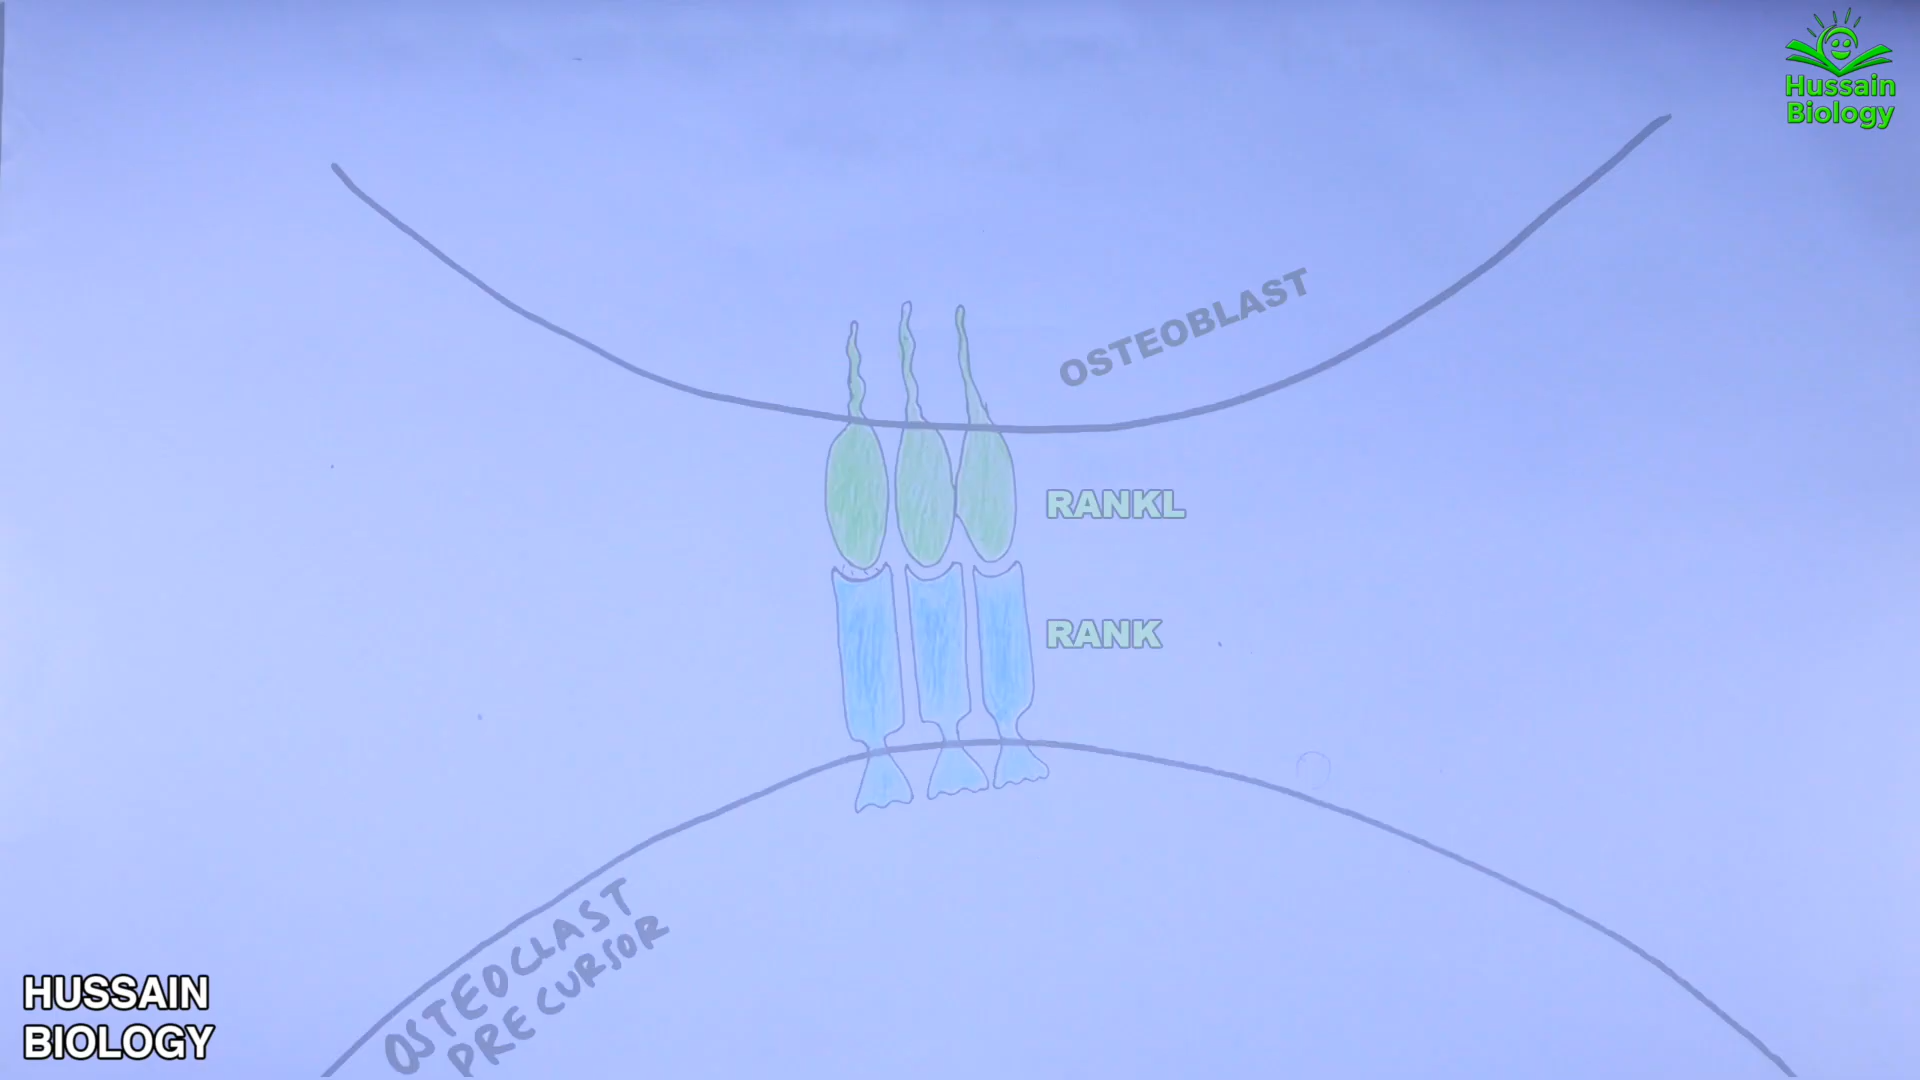 Hussain
Biology
OSTEOBLAST
RANKL
RANK
OSTEOCLAST
PRECURSOR
HUSSAIN
BIOLOGY